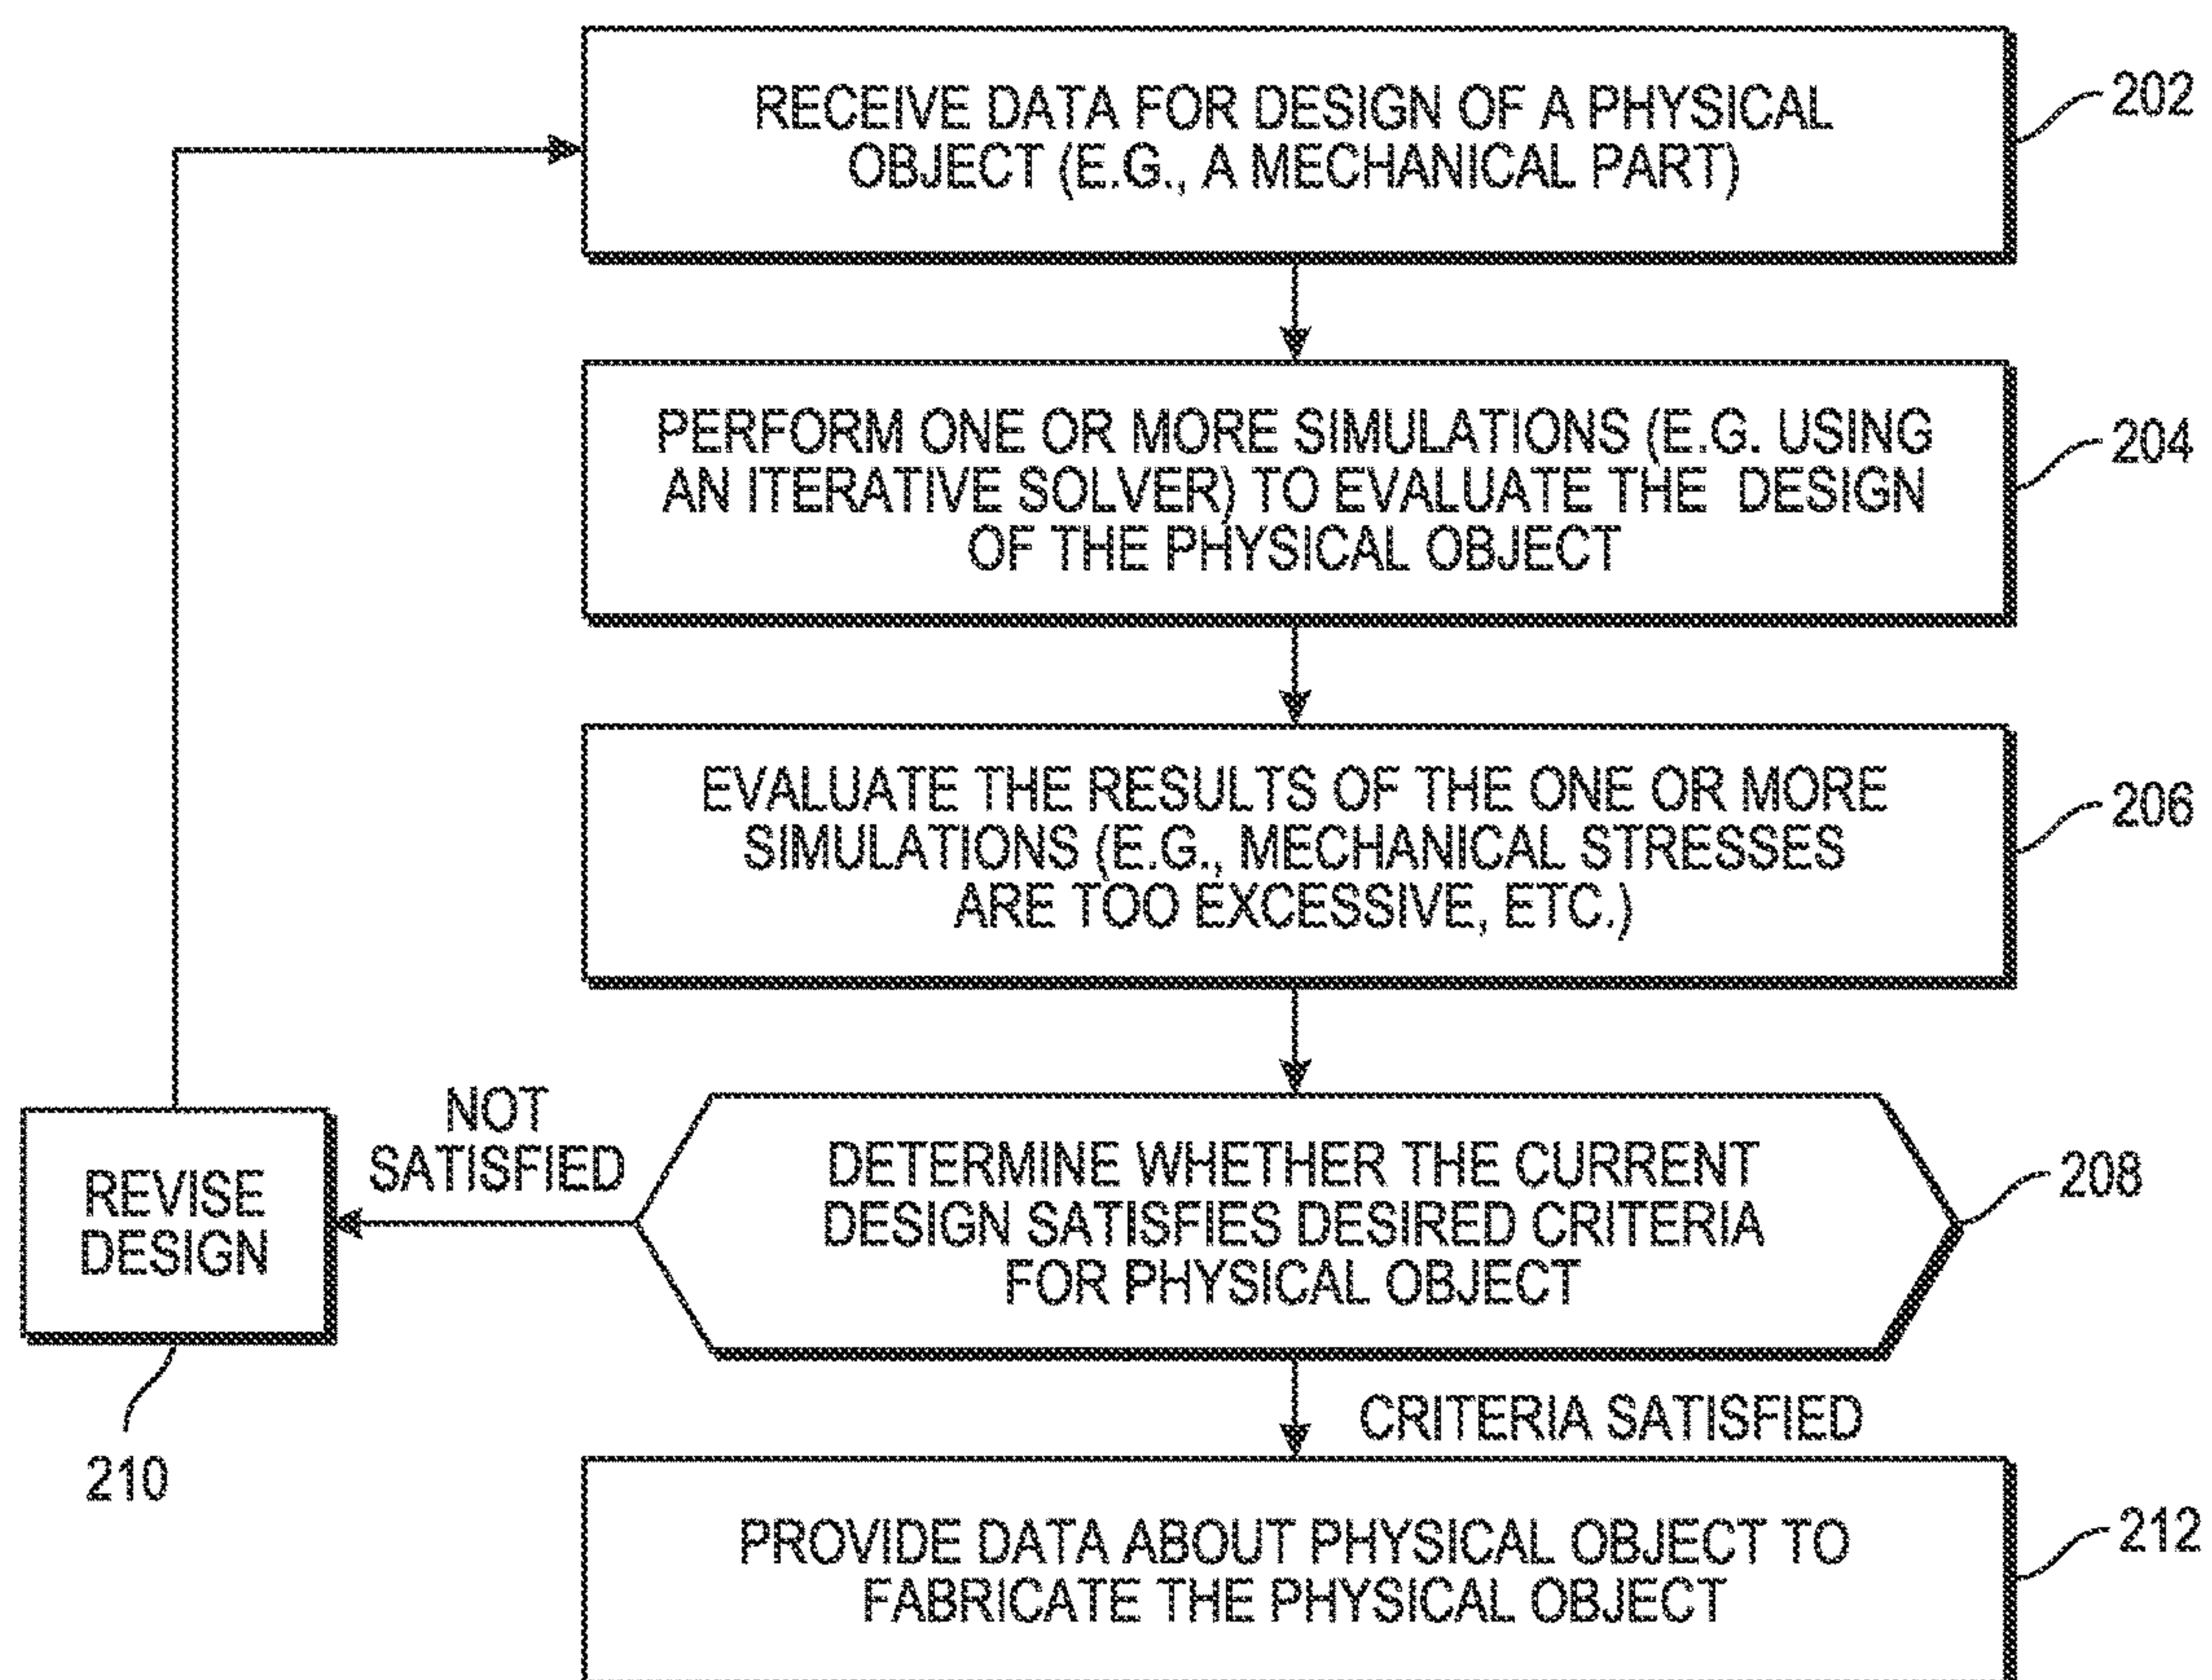 RECEIVE DATA FOR DESIGN OF A PHYSICAL
OBJECT (E.G., A MECHANICAL PART)
202
PERFORM ONE OR MORE SIMULATIONS (E.G. USING
AN ITERATIVE SOLVER) TO EVALUATE THE DESIGN
OF THE PHYSICAL OBJECT
204
EVALUATE THE RESULTS OF THE ONE OR MORE
SIMULATIONS (E.G., MECHANICAL STRESSES
ARE TOO EXCESSIVE, ETC.)
206
DETERMINE WHETHER THE CURRENT
DESIGN SATISFIES DESIRED CRITERIA
FOR PHYSICAL OBJECT
208
NOT
SATISFIED
REVISE
DESIGN
210
CRITERIA SATISFIED
PROVIDE DATA ABOUT PHYSICAL OBJECT TO
FABRICATE THE PHYSICAL OBJECT
212